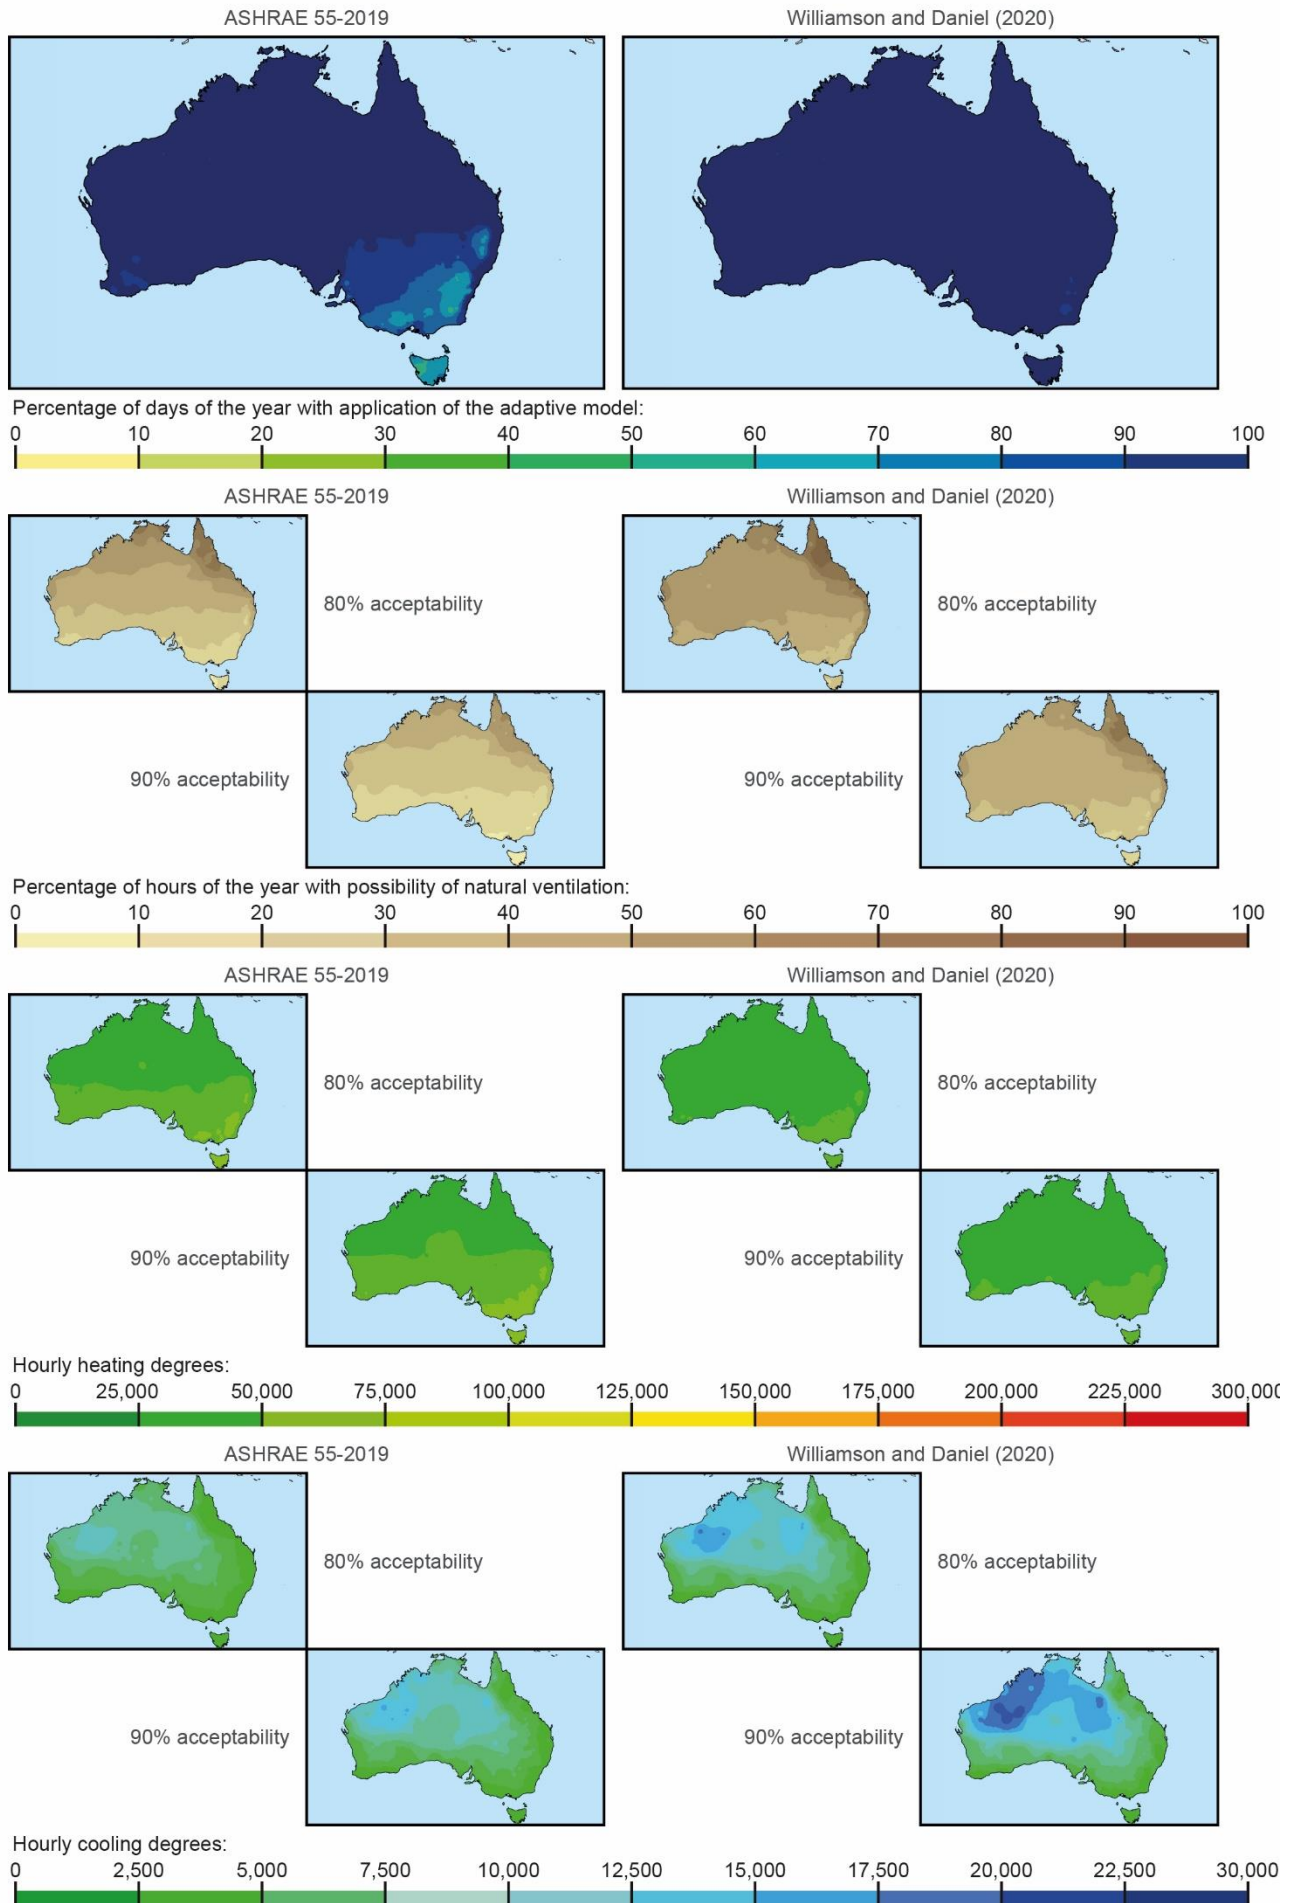 ASHRAE 55-2019 Williamson and Daniel (2020)
Percentage of days of the year with application of the adaptive model:
0 10 20 30 40 50 60 70 80 90 100
ASHRAE 55-2019 Williamson and Daniel (2020)
80% acceptability 80% acceptability
90% acceptability 90% acceptability
Percentage of hours of the year with possibility of natural ventilation:
0 10 20 30 40 50 60 70 80 90 100
ASHRAE 55-2019 Williamson and Daniel (2020)
80% acceptability 80% acceptability
90% acceptability 90% acceptability
Hourly heating degrees:
0 25,000 50,000 75,000 100,000 125,000 150,000 175,000 200,000 225,000 300,000
ASHRAE 55-2019 Williamson and Daniel (2020)
80% acceptability 80% acceptability
90% acceptability 90% acceptability
Hourly cooling degrees:
0 2,500 5,000 7,500 10,000 12,500 15,000 17,500 20,000 22,500 30,000